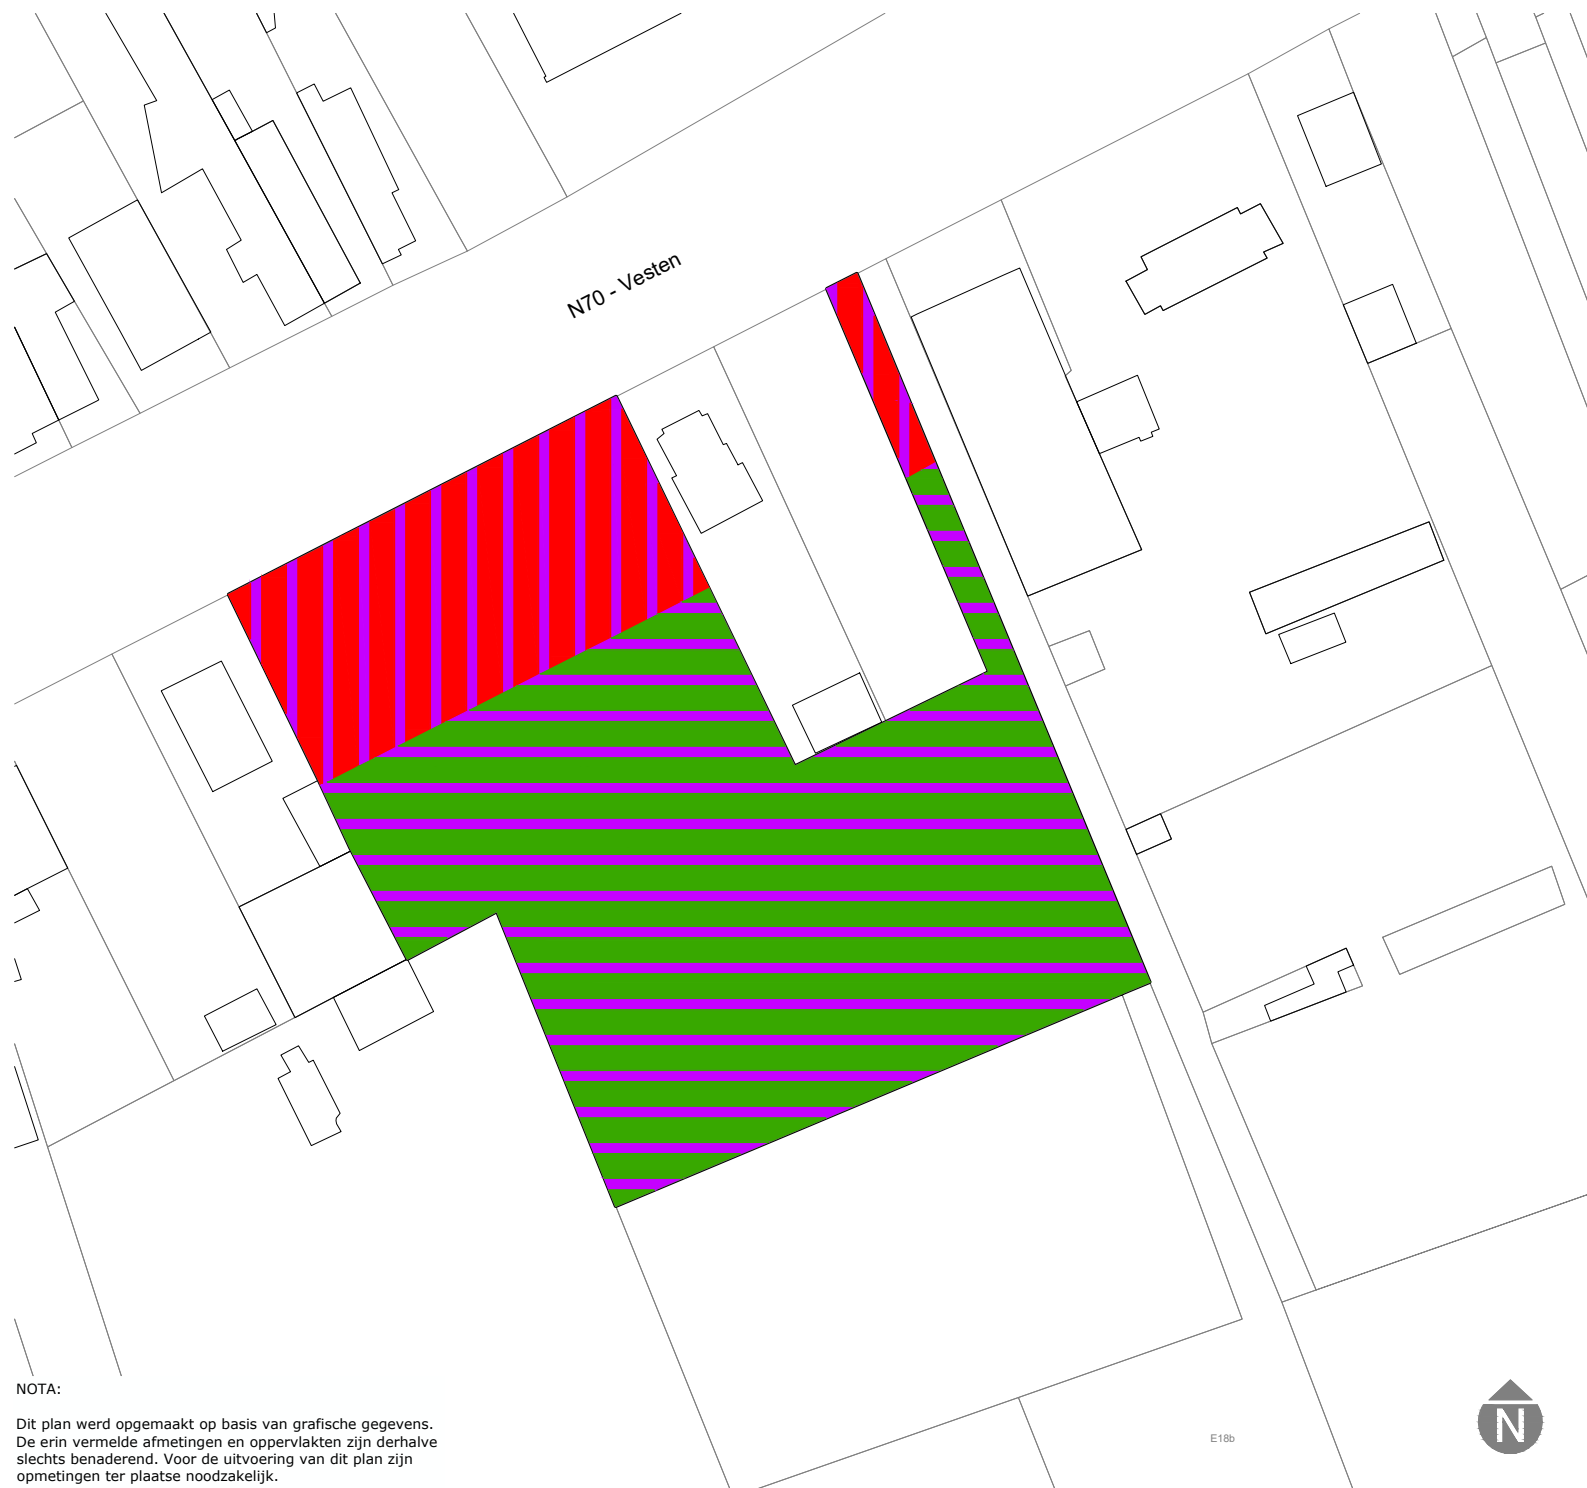 N70 - Vesten
NOTA:
Dit plan werd opgemaakt op basis van grafische gegevens.
De erin vermelde afmetingen en oppervlakten zijn derhalve
slechts benaderend. Voor de uitvoering van dit plan zijn
opmetingen ter plaatse noodzakelijk.
E18b
N